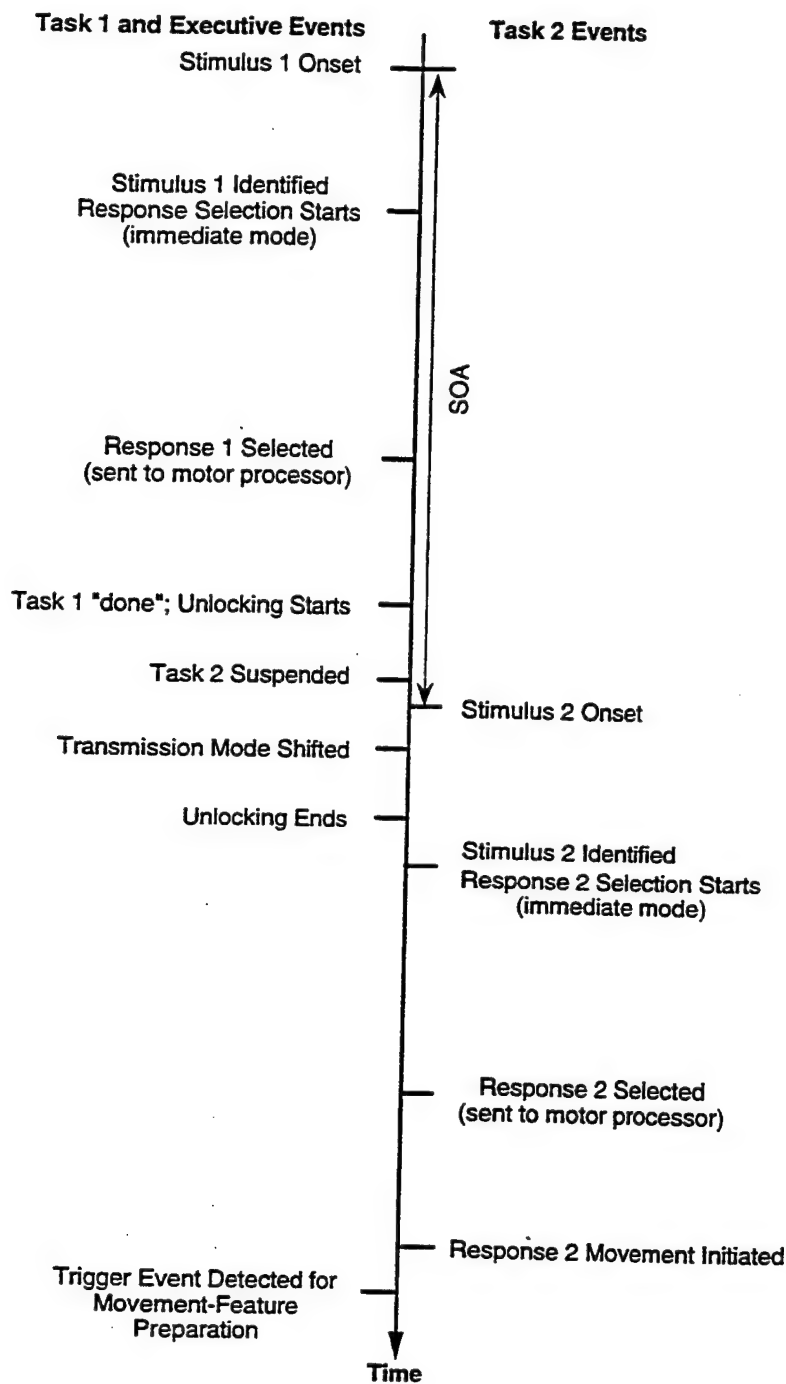 Task 1 and Executive Events
Task 2 Events
Stimulus 1 Onset
Stimulus 1 Identified
Response Selection Starts
(immediate mode)
SOA
Response 1 Selected
(sent to motor processor)
Task 1 "done"; Unlocking Starts
Task 2 Suspended
Stimulus 2 Onset
Transmission Mode Shifted
Unlocking Ends
Stimulus 2 Identified
Response 2 Selection Starts
(immediate mode)
Response 2 Selected
(sent to motor processor)
Response 2 Movement Initiated
Trigger Event Detected for
Movement-Feature
Preparation
Time